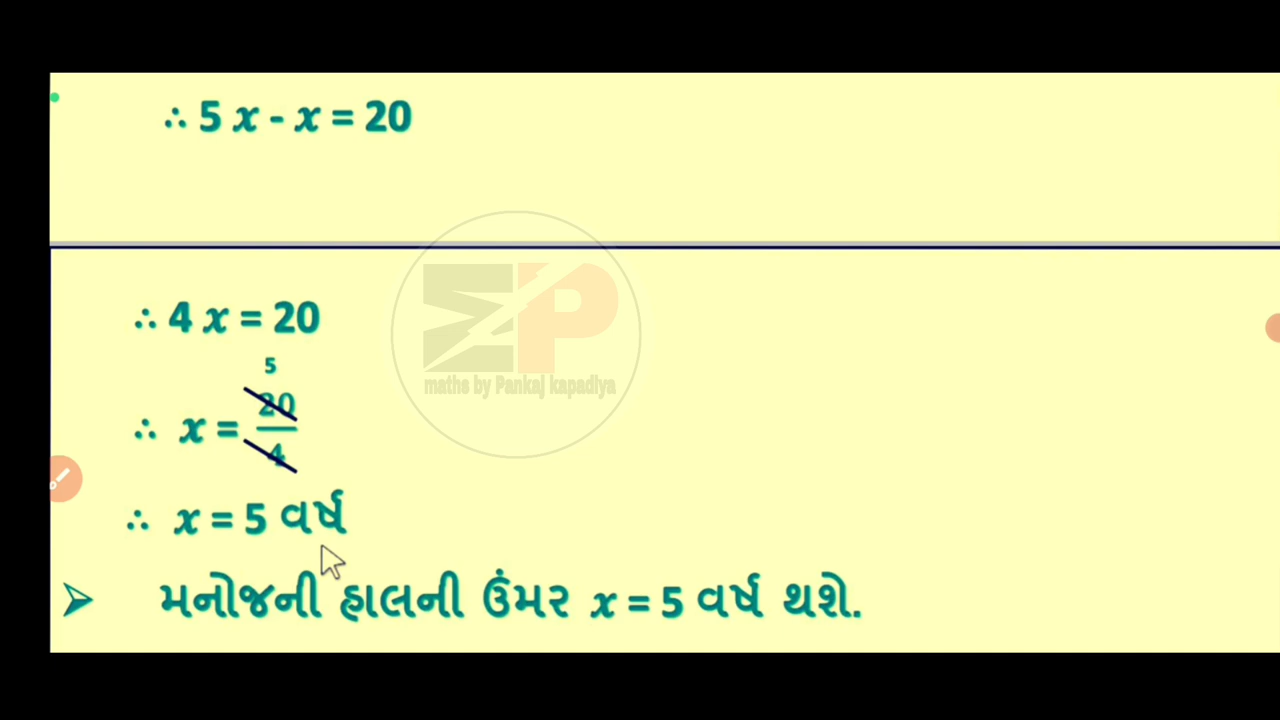 ∴ 5 x - x = 20
∴ 4 x = 20
5
∴ x = 20/4
∴ x = 5 વર્ષ
➢ મનોજની હાલની ઉંમર x = 5 વર્ષ થશે.
MP
maths by Pankaj kapadiya